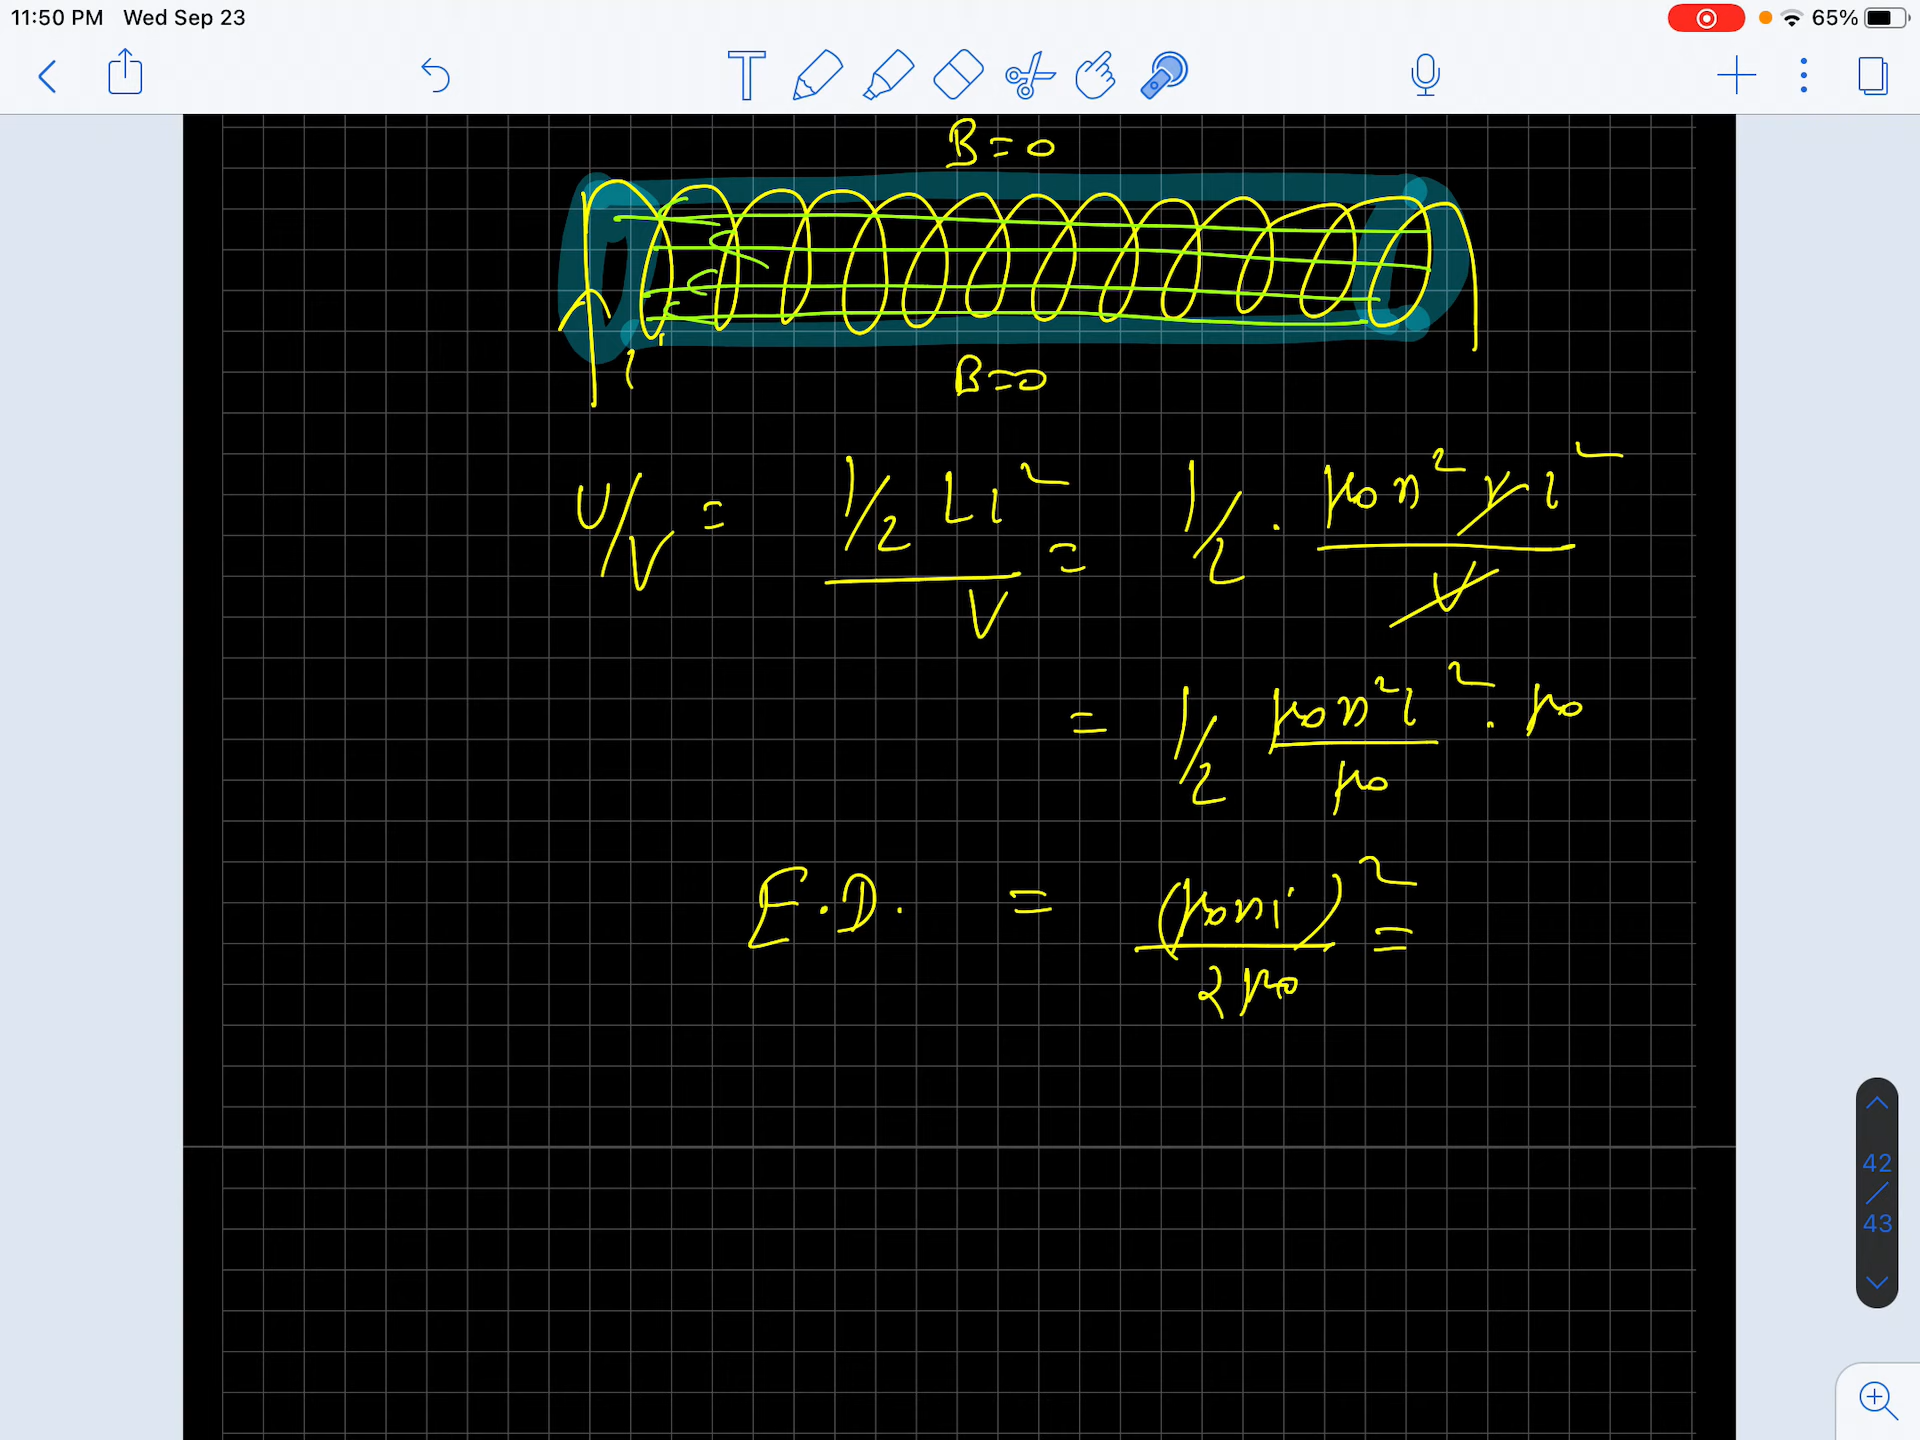 11:50 PM Wed Sep 23 65%
T
B=0
i
B=0
U/V = 1/2 Li² / V = 1/2 · μ₀n²Vi² / V
= 1/2 μ₀n²i² / μ₀ · μ₀
E.D. = (μ₀ni)² / 2μ₀ =
42
/
43